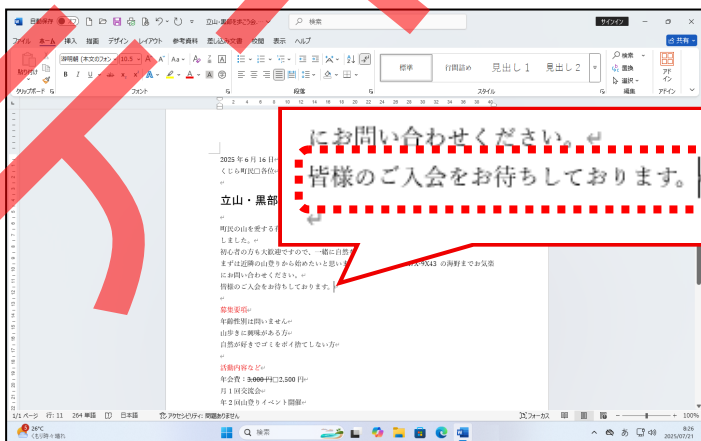 自動保存
立山・黒部をまごう会…
検索
サインイン
ファイル ホーム 挿入 描画 デザイン レイアウト 参考資料 差し込み文書 校閲 表示 ヘルプ
共有
貼り付け
游明朝 (本文のフォン 10.5
標準 行間詰め 見出し 1 見出し 2
検索
置換
選択
アドイン
クリップボード フォント 段落 スタイル 編集 アドイン
2025 年 6 月 16 日
くじら町民□各位
立山・黒部
町民の山を愛する有
しました。
初心者の方も大歓迎ですので、一緒に自然
まずは近隣の山登りから始めたいと思いま
9X43 の海野までお気楽
にお問い合わせください。
皆様のご入会をお待ちしております。
にお問い合わせください。
皆様のご入会をお待ちしております。
募集要項
年齢性別は問いません
山歩きに興味がある方
自然が好きでゴミをポイ捨てしない方
活動内容など
年会費：3,000 円□2,500 円
月 1 回交流会
年 2 回山登りイベント開催
1/1 ページ 行: 11 264 単語 日本語 アクセシビリティ: 問題ありません
フォーカス
100%
26°C
くもり時々晴れ
検索
あ
8:26
2025/07/21